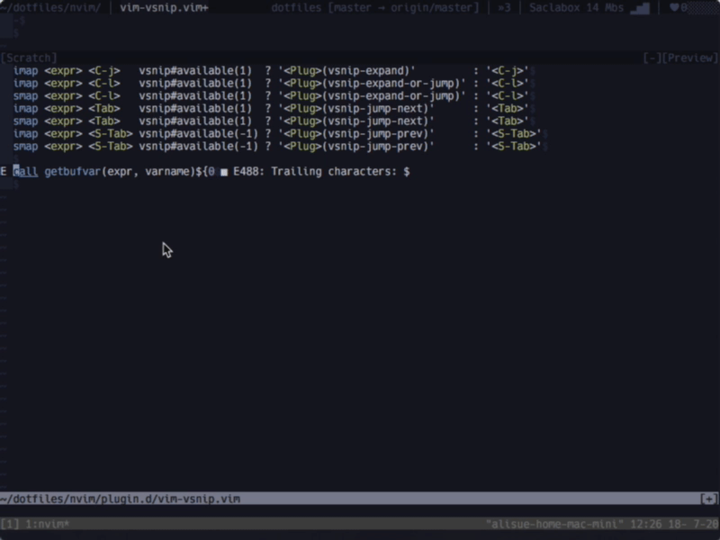 ~/dotfiles/nvim/ | vim-vsnip.vim+ dotfiles [master → origin/master] | »3 | Saclabox 14 Mbs | ♥0
-$
$
[Scratch] [-][Preview]
imap <expr> <C-j>   vsnip#available(1)  ? '<Plug>(vsnip-expand)'         : '<C-j>'$
imap <expr> <C-l>   vsnip#available(1)  ? '<Plug>(vsnip-expand-or-jump)' : '<C-l>'$
smap <expr> <C-l>   vsnip#available(1)  ? '<Plug>(vsnip-expand-or-jump)' : '<C-l>'$
imap <expr> <Tab>   vsnip#available(1)  ? '<Plug>(vsnip-jump-next)'      : '<Tab>'$
smap <expr> <Tab>   vsnip#available(1)  ? '<Plug>(vsnip-jump-next)'      : '<Tab>'$
imap <expr> <S-Tab> vsnip#available(-1) ? '<Plug>(vsnip-jump-prev)'      : '<S-Tab>'$
smap <expr> <S-Tab> vsnip#available(-1) ? '<Plug>(vsnip-jump-prev)'      : '<S-Tab>'$
$
E call getbufvar(expr, varname)${0 ■ E488: Trailing characters: $
$
~/dotfiles/nvim/plugin.d/vim-vsnip.vim [+]
[1] 1:nvim* "alisue-home-mac-mini" 12:26 18- 7-20